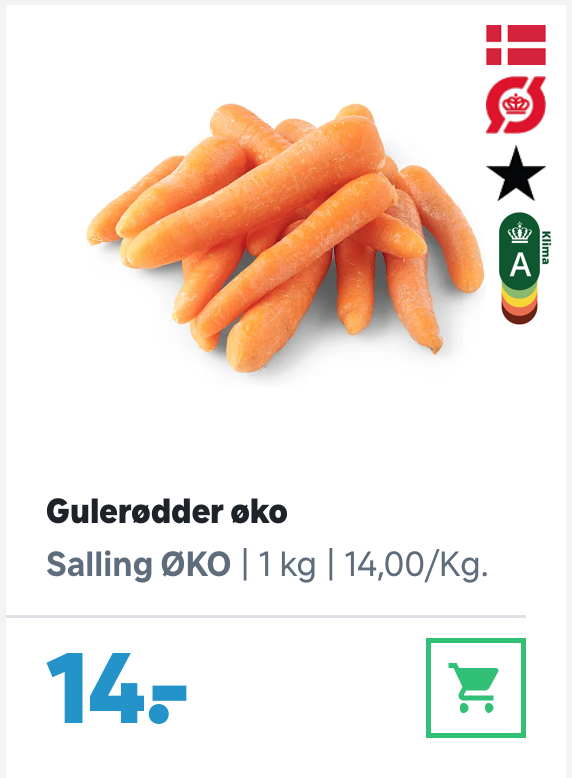 A
Klima
Gulerødder øko
Salling ØKO | 1 kg | 14,00/Kg.
14.-